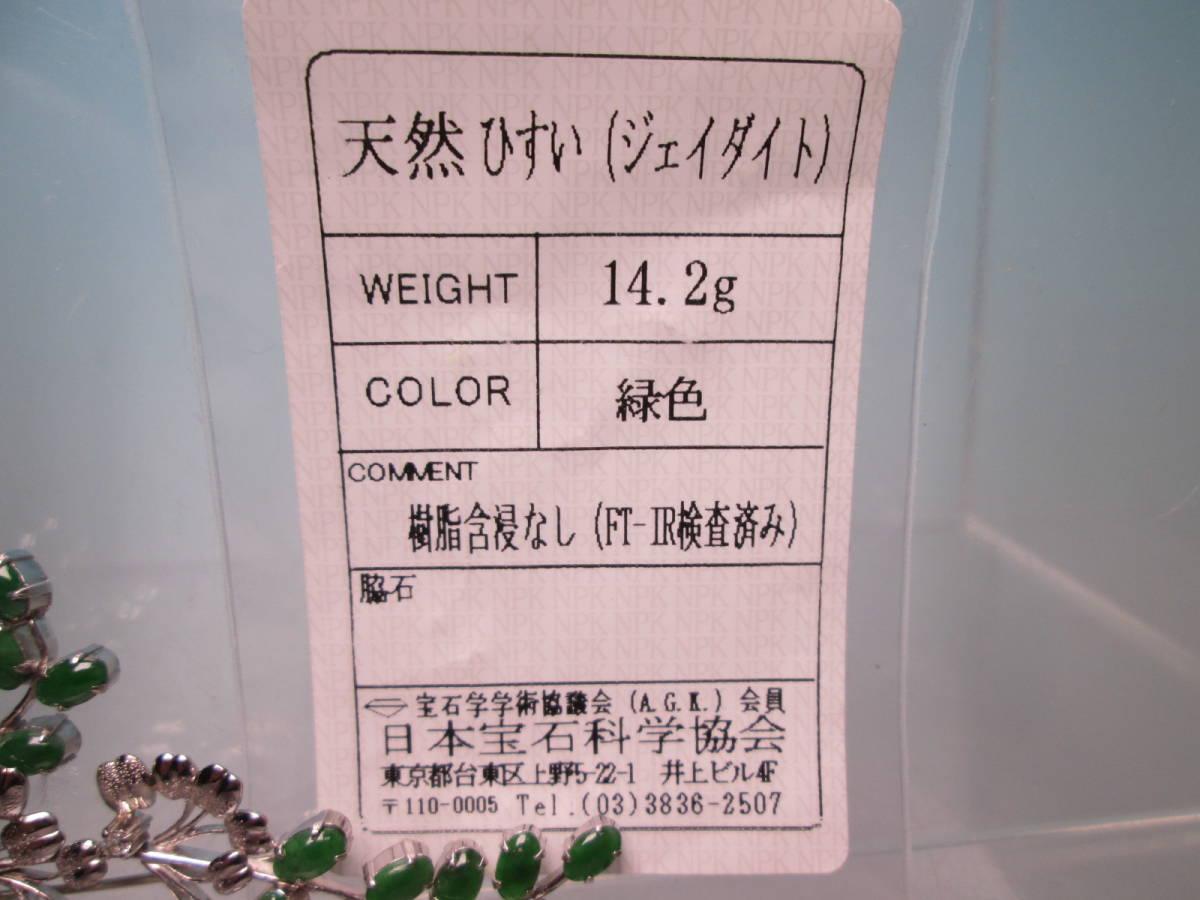 天然ひすい(ジェイダイト)
WEIGHT 14.2g
COLOR 緑色
COMMENT
樹脂含浸なし(FT-IR検査済み)
脇石
宝石学学術協議会(A.G.K.)会員
日本宝石科学協会
東京都台東区上野5-22-1 井上ビル4F
〒110-0005 Tel.(03)3836-2507